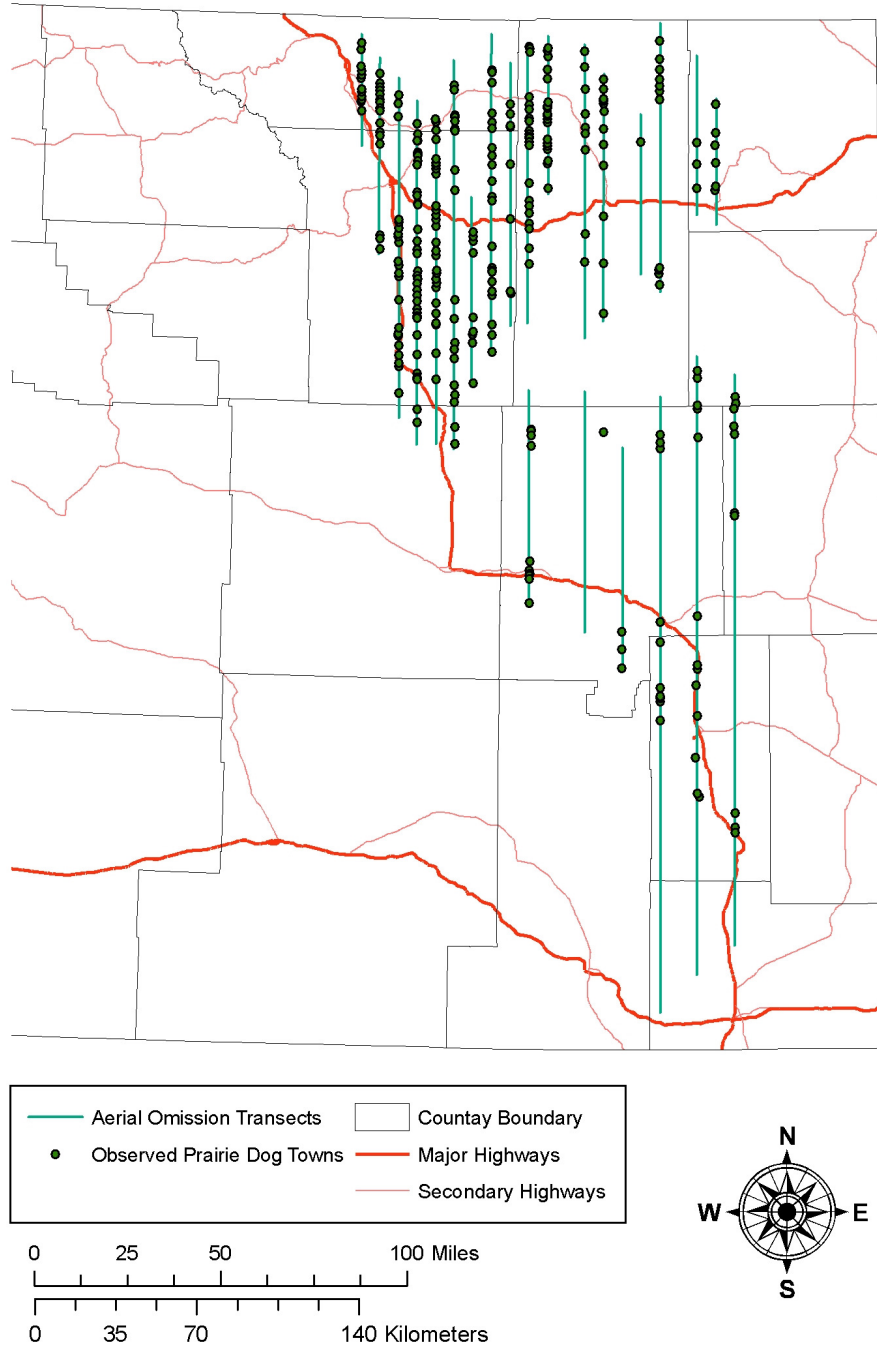 Aerial Omission Transects
Countay Boundary
Observed Prairie Dog Towns
Major Highways
Secondary Highways
N
W E
S
0 25 50 100 Miles
0 35 70 140 Kilometers